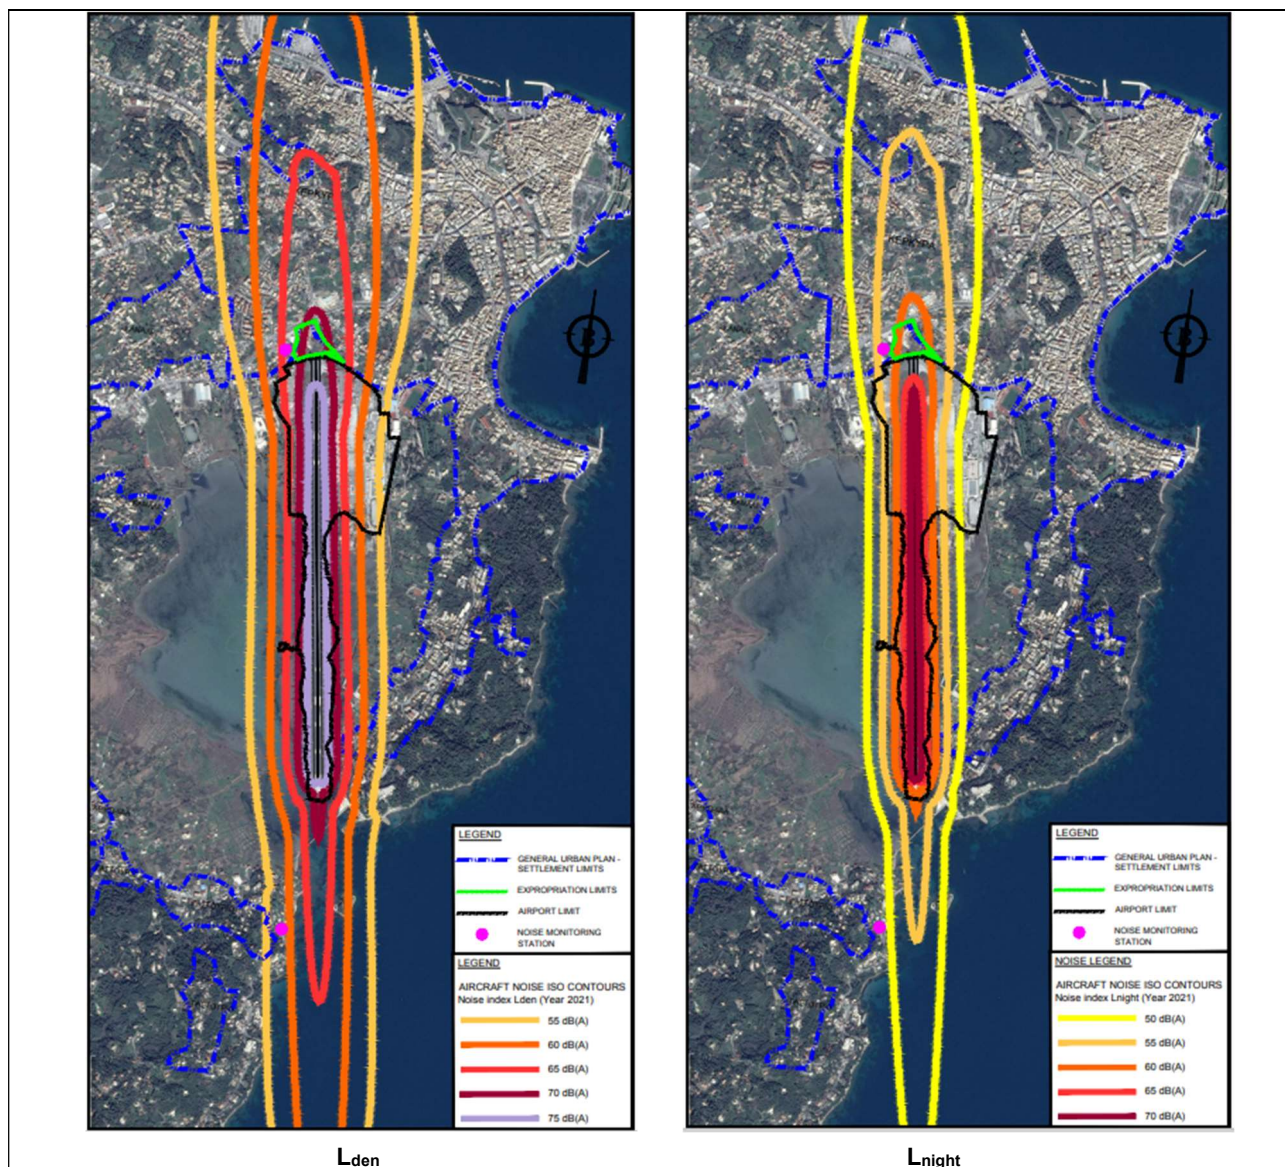 ΚΕΡΚΥΡΑ
LEGEND
GENERAL URBAN PLAN -
SETTLEMENT LIMITS
EXPROPRIATION LIMITS
AIRPORT LIMIT
NOISE MONITORING
STATION
LEGEND
AIRCRAFT NOISE ISO CONTOURS
Noise index Lden (Year 2021)
55 dB(A)
60 dB(A)
65 dB(A)
70 dB(A)
75 dB(A)
LEGEND
GENERAL URBAN PLAN -
SETTLEMENT LIMITS
EXPROPRIATION LIMITS
AIRPORT LIMIT
NOISE MONITORING
STATION
NOISE LEGEND
AIRCRAFT NOISE ISO CONTOURS
Noise index Lnight (Year 2021)
50 dB(A)
55 dB(A)
60 dB(A)
65 dB(A)
70 dB(A)
Lden
Lnight